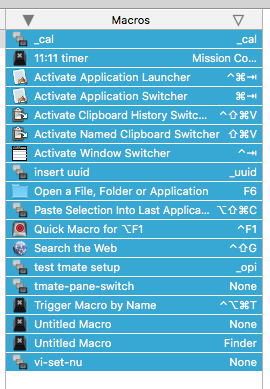 Macros
_cal _cal
11:11 timer Mission Co...
Activate Application Launcher ^⌘⇥
Activate Application Switcher ⌘⇥
Activate Clipboard History Switc... ^⇧⌘V
Activate Named Clipboard Switcher ⇧⌘V
Activate Window Switcher ^⇥
insert uuid _uuid
Open a File, Folder or Application F6
Paste Selection Into Last Applica... ⌥⇧⌘C
Quick Macro for ⌥F1 ^F1
Search the Web ^⇧G
test tmate setup _opi
tmate-pane-switch None
Trigger Macro by Name ^⌥⌘T
Untitled Macro None
Untitled Macro Finder
vi-set-nu None